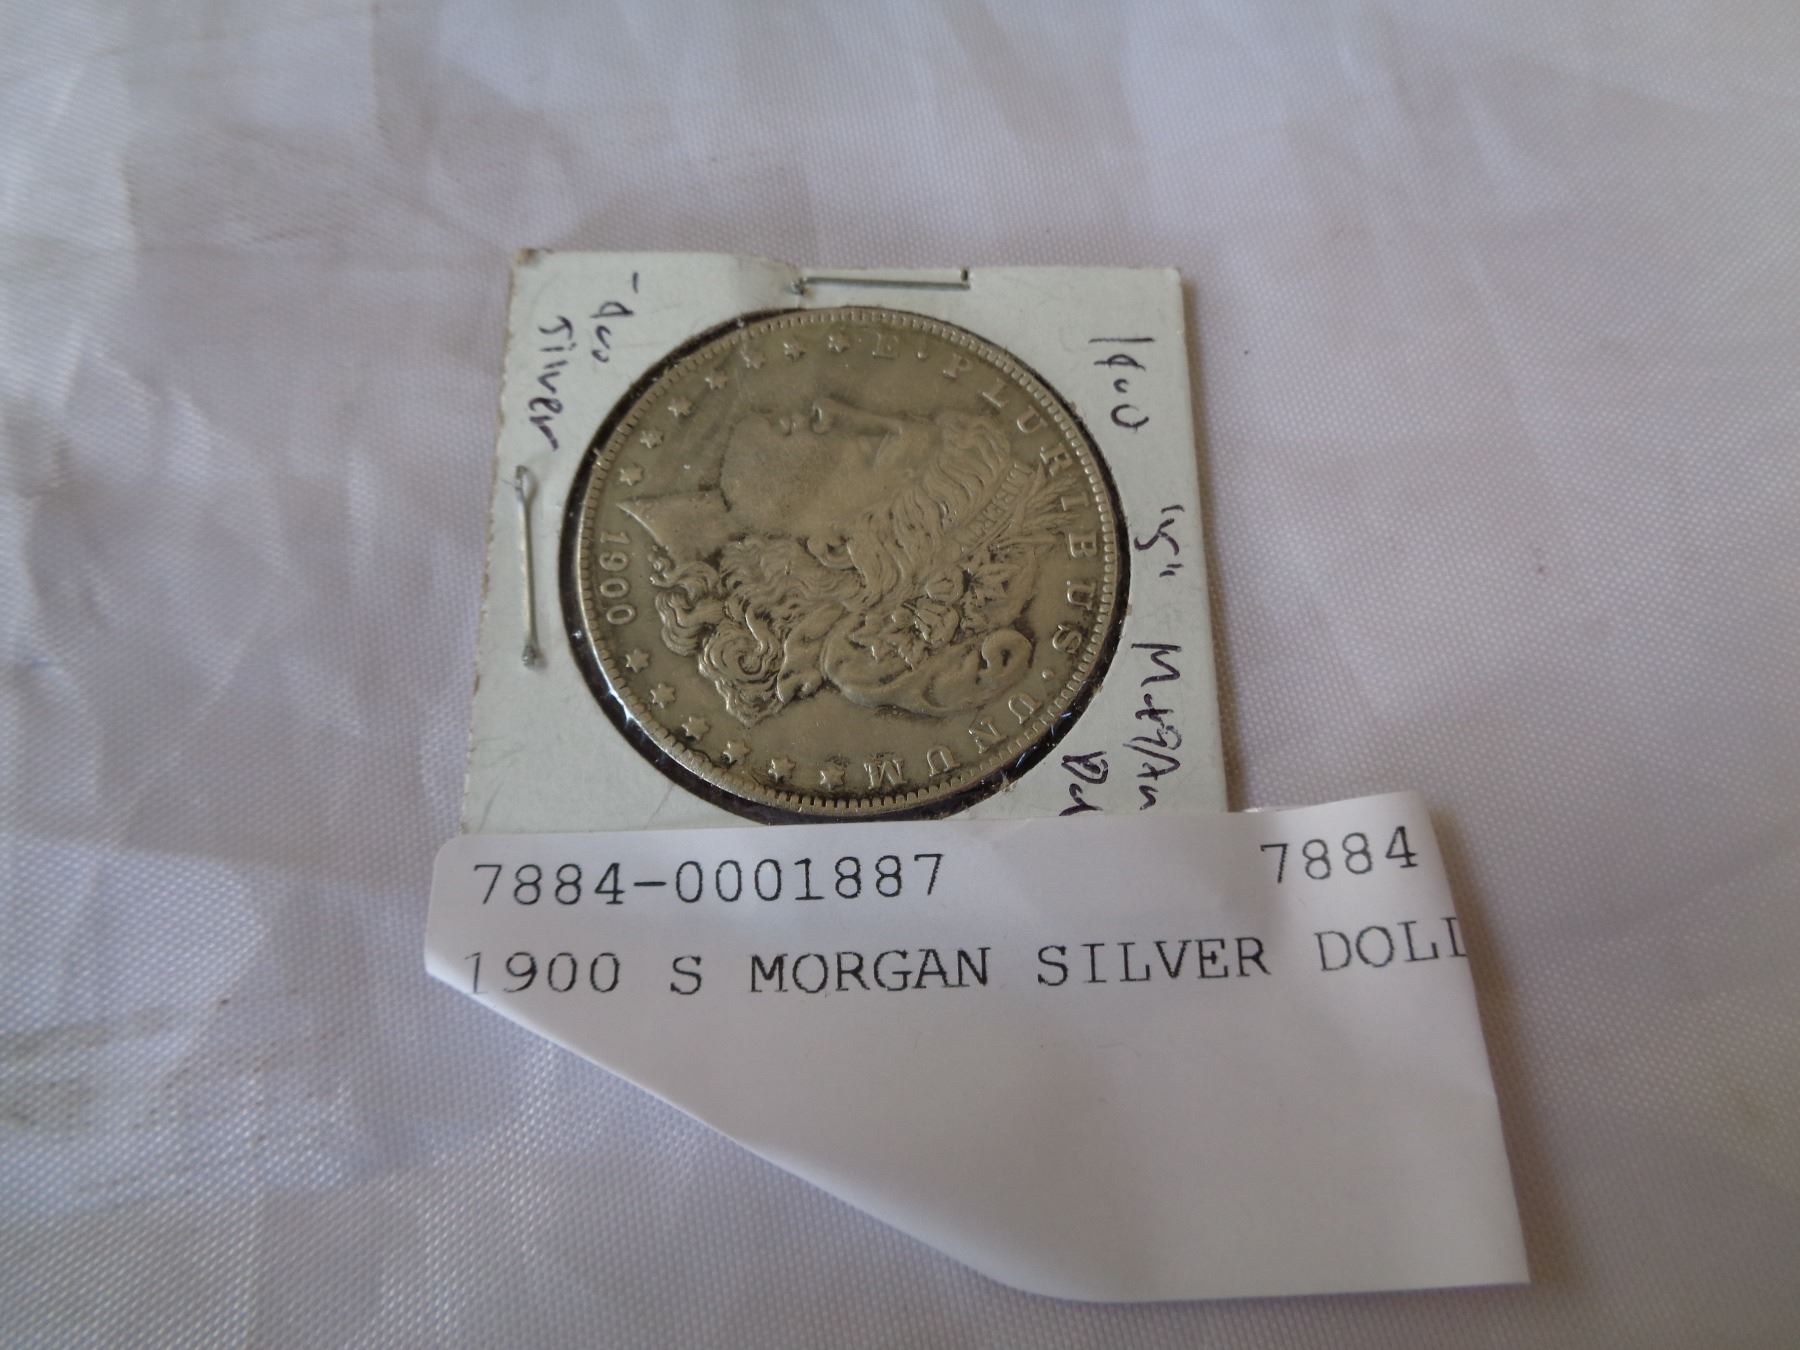 1900 "S" Morgan
- 900
Silver
E · PLURIBUS · UNUM
LIBERTY
1900
7884-0001887 7884
1900 S MORGAN SILVER DOLL